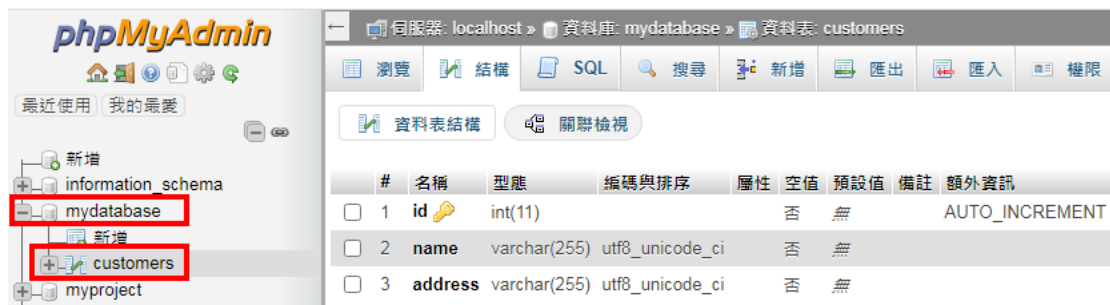 phpMyAdmin
最近使用 我的最愛
新增
information_schema
mydatabase
新增
customers
myproject
伺服器: localhost » 資料庫: mydatabase » 資料表: customers
瀏覽 結構 SQL 搜尋 新增 匯出 匯入 權限
資料表結構 關聯檢視
# 名稱 型態 編碼與排序 屬性 空值 預設值 備註 額外資訊
1 id int(11) 否 無 AUTO_INCREMENT
2 name varchar(255) utf8_unicode_ci 否 無
3 address varchar(255) utf8_unicode_ci 否 無